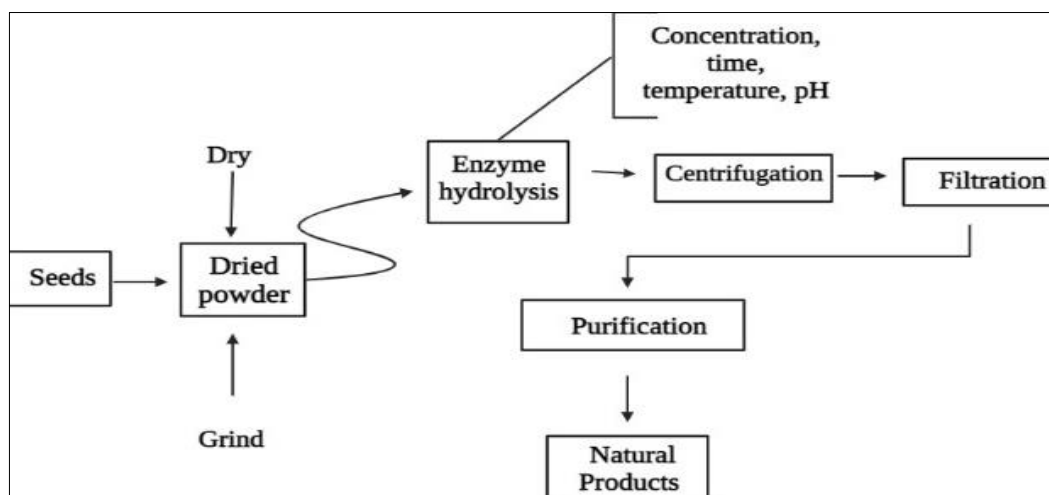 Concentration,
time,
temperature, pH
Dry
Enzyme
hydrolysis
Centrifugation
Filtration
Seeds
Dried
powder
Purification
Grind
Natural
Products